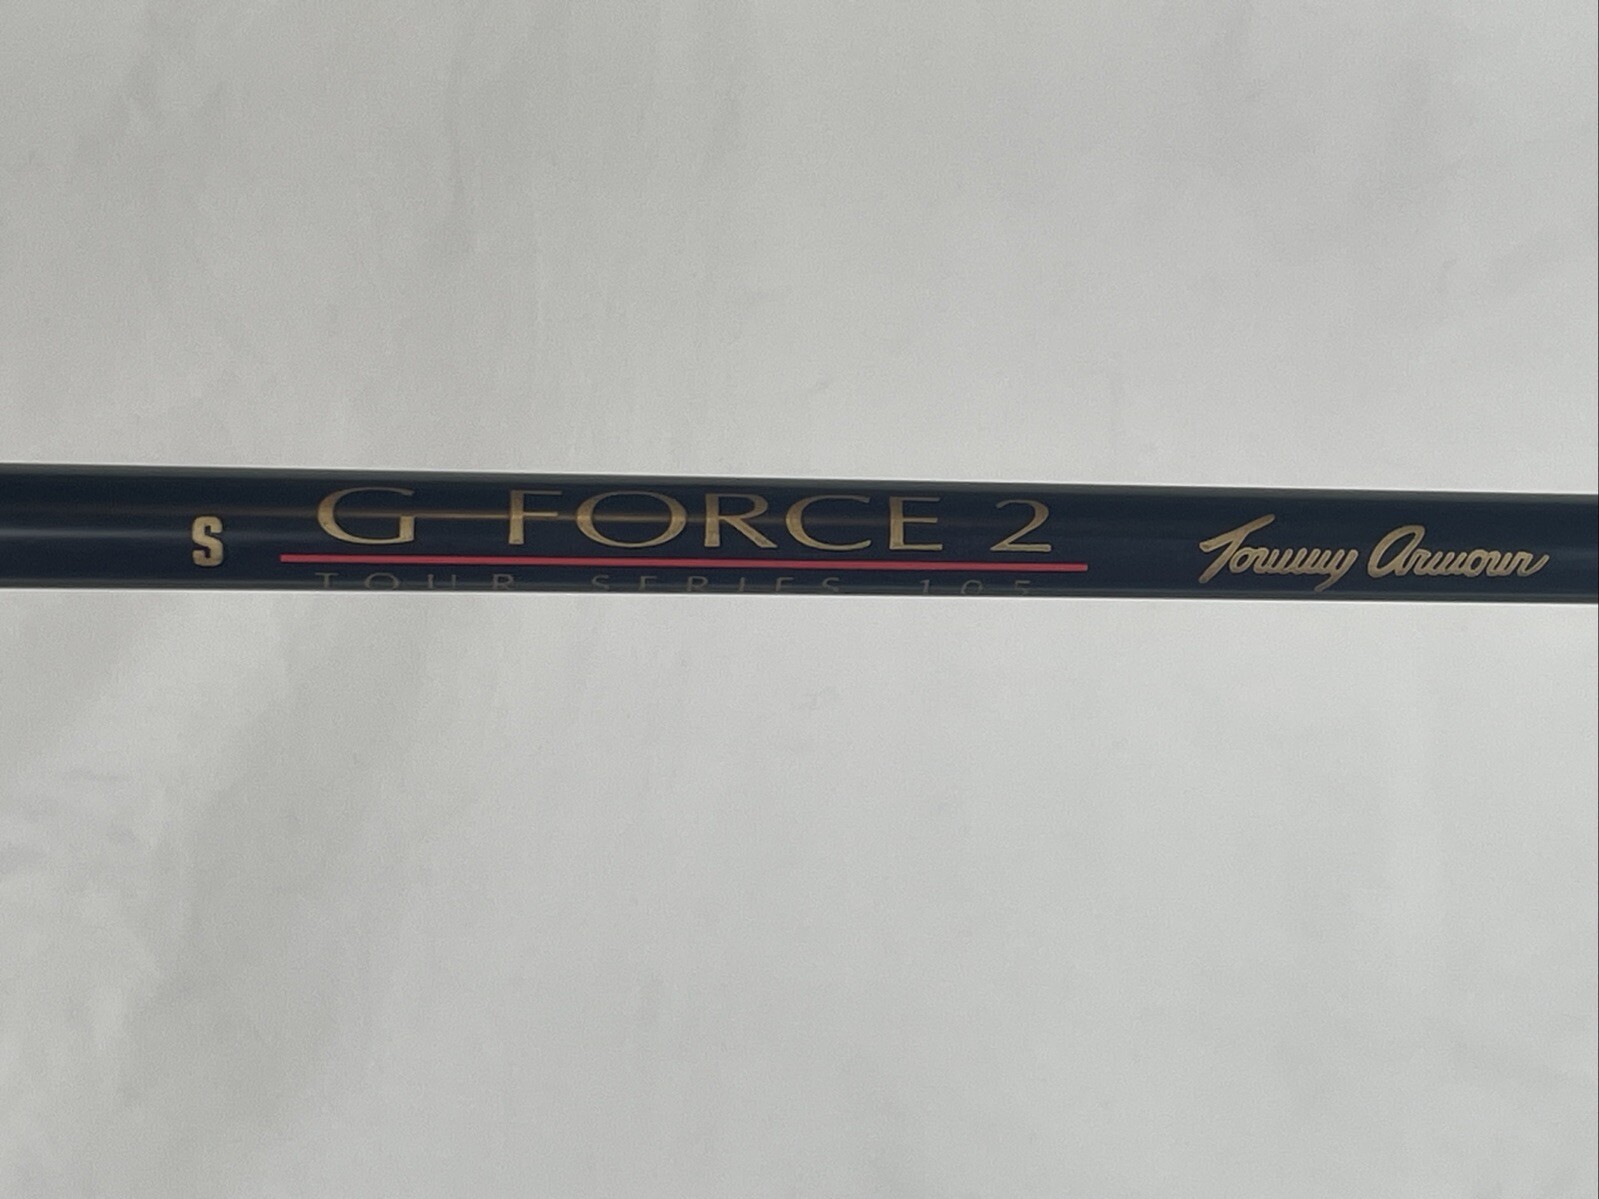 S G FORCE 2 Tommy Armour
TOUR SERIES 105